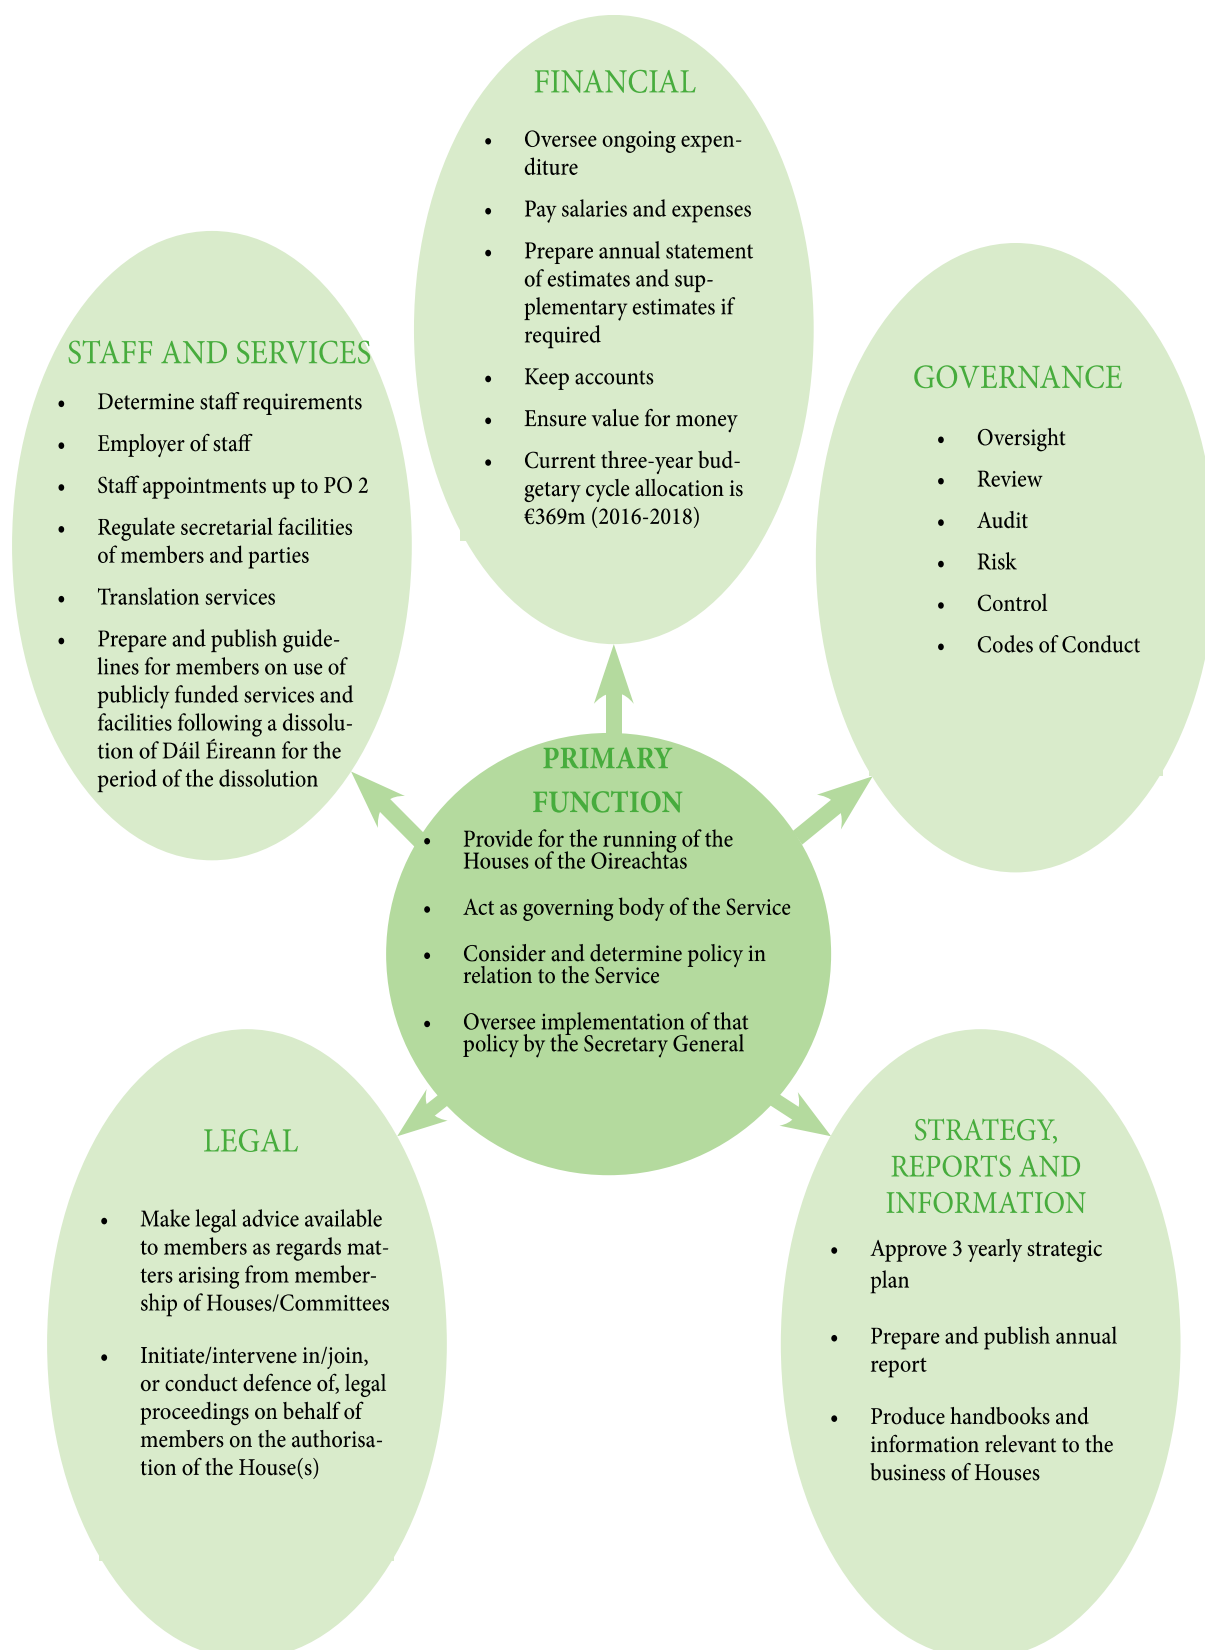 FINANCIAL
• Oversee ongoing expen-
diture
• Pay salaries and expenses
• Prepare annual statement
of estimates and sup-
plementary estimates if
required
• Keep accounts
• Ensure value for money
• Current three-year bud-
getary cycle allocation is
€369m (2016-2018)
STAFF AND SERVICES
• Determine staff requirements
• Employer of staff
• Staff appointments up to PO 2
• Regulate secretarial facilities
of members and parties
• Translation services
• Prepare and publish guide-
lines for members on use of
publicly funded services and
facilities following a dissolu-
tion of Dáil Éireann for the
period of the dissolution
GOVERNANCE
• Oversight
• Review
• Audit
• Risk
• Control
• Codes of Conduct
PRIMARY
FUNCTION
• Provide for the running of the
Houses of the Oireachtas
• Act as governing body of the Service
• Consider and determine policy in
relation to the Service
• Oversee implementation of that
policy by the Secretary General
LEGAL
• Make legal advice available
to members as regards mat-
ters arising from member-
ship of Houses/Committees
• Initiate/intervene in/join,
or conduct defence of, legal
proceedings on behalf of
members on the authorisa-
tion of the House(s)
STRATEGY,
REPORTS AND
INFORMATION
• Approve 3 yearly strategic
plan
• Prepare and publish annual
report
• Produce handbooks and
information relevant to the
business of Houses